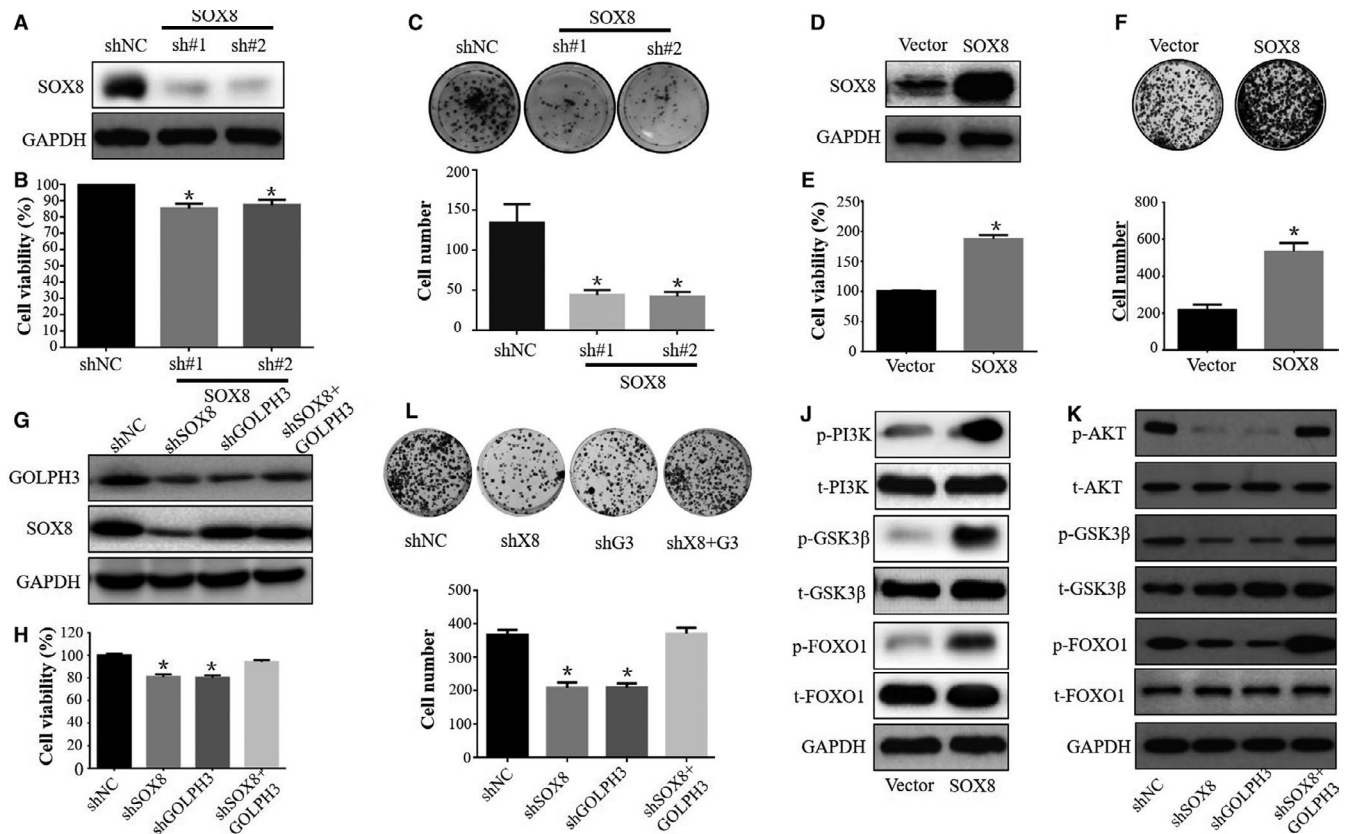 A
SOX8
shNC sh#1 sh#2
SOX8
GAPDH
B
Cell viability (%)
100
90
80
70
60
50
40
30
20
10
0
shNC sh#1 sh#2
SOX8
* *
C
SOX8
shNC sh#1 sh#2
Cell number
200
150
100
50
0
* *
shNC sh#1 sh#2
SOX8
D
Vector SOX8
SOX8
GAPDH
E
Cell viability (%)
250
200
150
100
50
0
*
Vector SOX8
F
Vector SOX8
Cell number
800
600
400
200
0
*
Vector SOX8
G
shNC shSOX8 shGOLPH3 shSOX8+
GOLPH3
GOLPH3
SOX8
GAPDH
H
Cell viability (%)
120
100
80
60
40
20
0
* *
shNC shSOX8 shGOLPH3 shSOX8+
GOLPH3
L
shNC shX8 shG3 shX8+G3
Cell number
500
400
300
200
100
0
* *
shNC shSOX8 shGOLPH3 shSOX8+
GOLPH3
J
p-PI3K
t-PI3K
p-GSK3β
t-GSK3β
p-FOXO1
t-FOXO1
GAPDH
Vector SOX8
K
p-AKT
t-AKT
p-GSK3β
t-GSK3β
p-FOXO1
t-FOXO1
GAPDH
shNC shSOX8 shGOLPH3 shSOX8+
GOLPH3